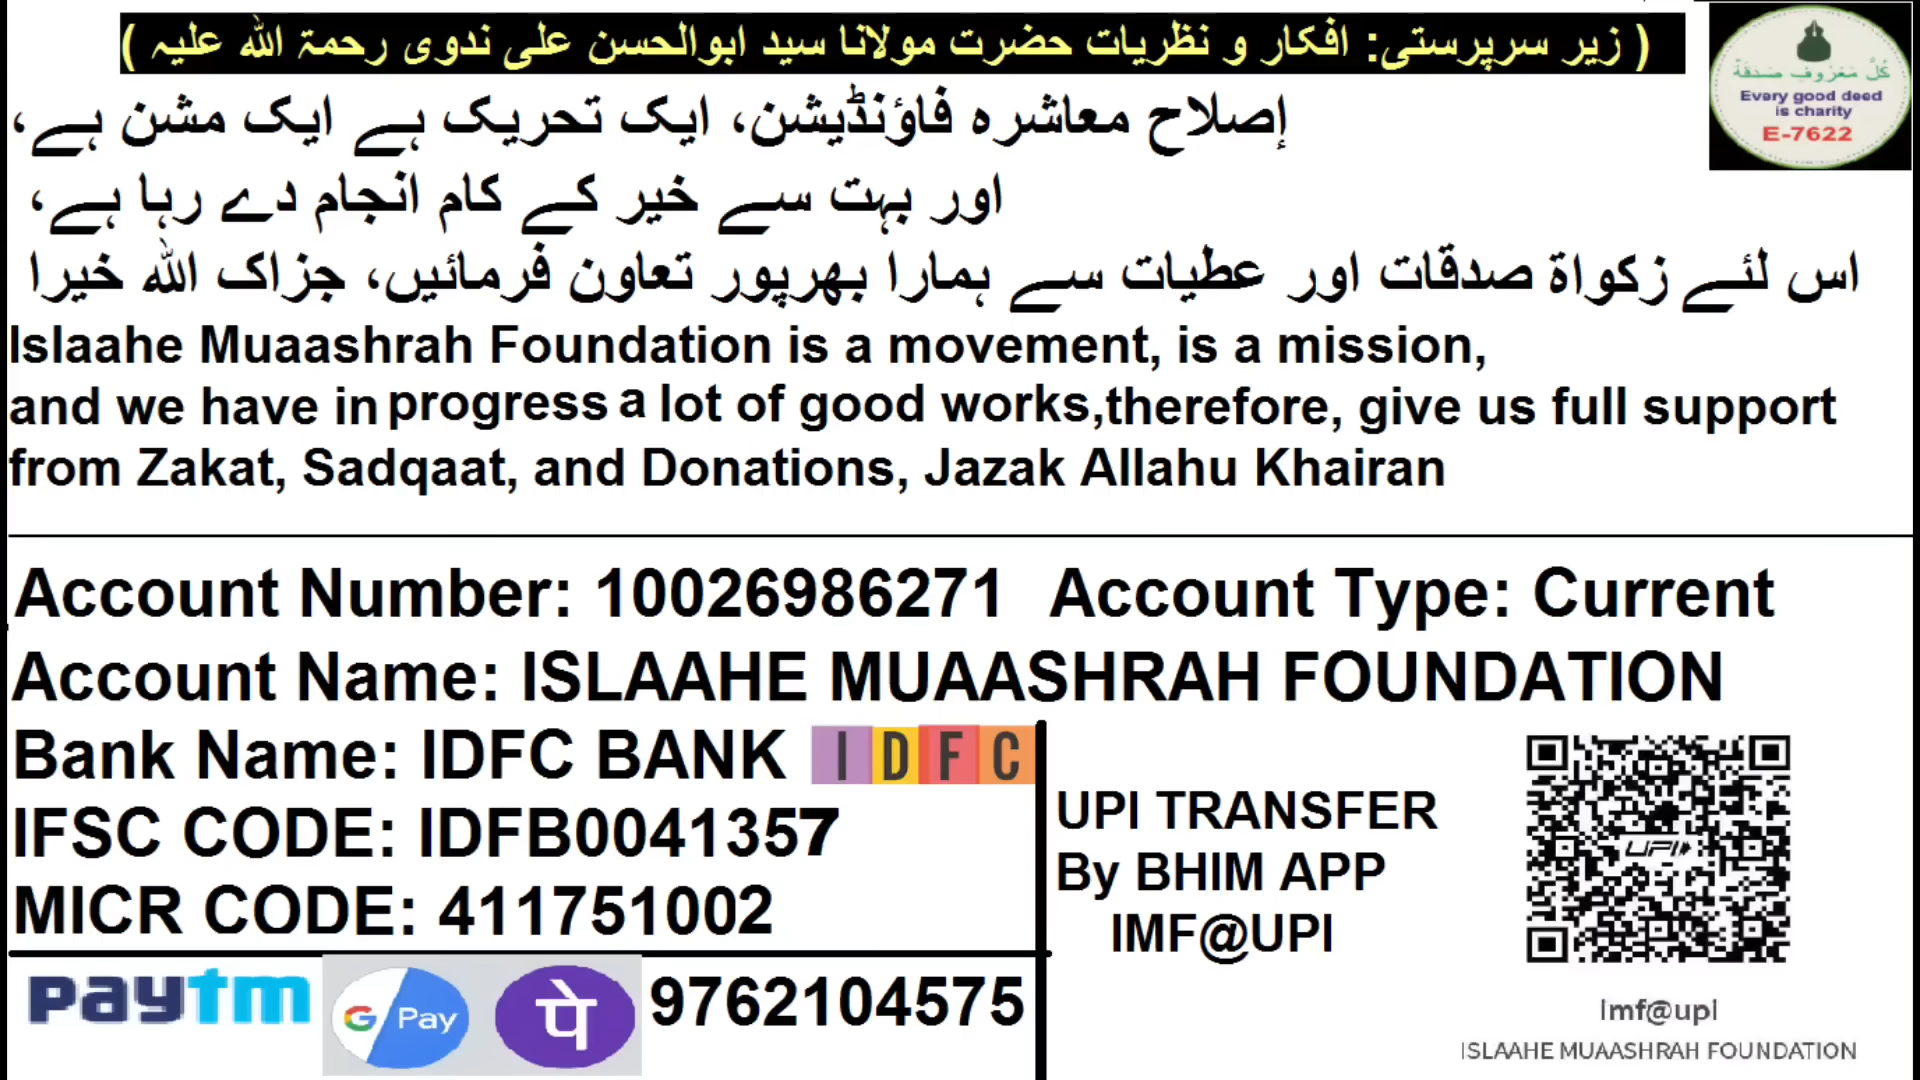 ( زیر سرپرستی: افکار و نظریات حضرت مولانا سید ابوالحسن علی ندوی رحمۃ اللہ علیہ )
كُلُّ مَعْرُوفٍ صَدَقَةٌ
Every good deed
is charity
E-7622
إصلاح معاشرہ فاؤنڈیشن، ایک تحریک ہے ایک مشن ہے،
اور بہت سے خیر کے کام انجام دے رہا ہے،
اس لئے زکواۃ صدقات اور عطیات سے ہمارا بھرپور تعاون فرمائیں، جزاک اللہ خیرا
Islaahe Muaashrah Foundation is a movement, is a mission,
and we have in progress a lot of good works,therefore, give us full support
from Zakat, Sadqaat, and Donations, Jazak Allahu Khairan
Account Number: 10026986271 Account Type: Current
Account Name: ISLAAHE MUAASHRAH FOUNDATION
Bank Name: IDFC BANK IDFC
IFSC CODE: IDFB0041357
MICR CODE: 411751002
UPI TRANSFER
By BHIM APP
IMF@UPI
UPI
paytm G Pay पे 9762104575
Imf@upI
ISLAAHE MUAASHRAH FOUNDATION